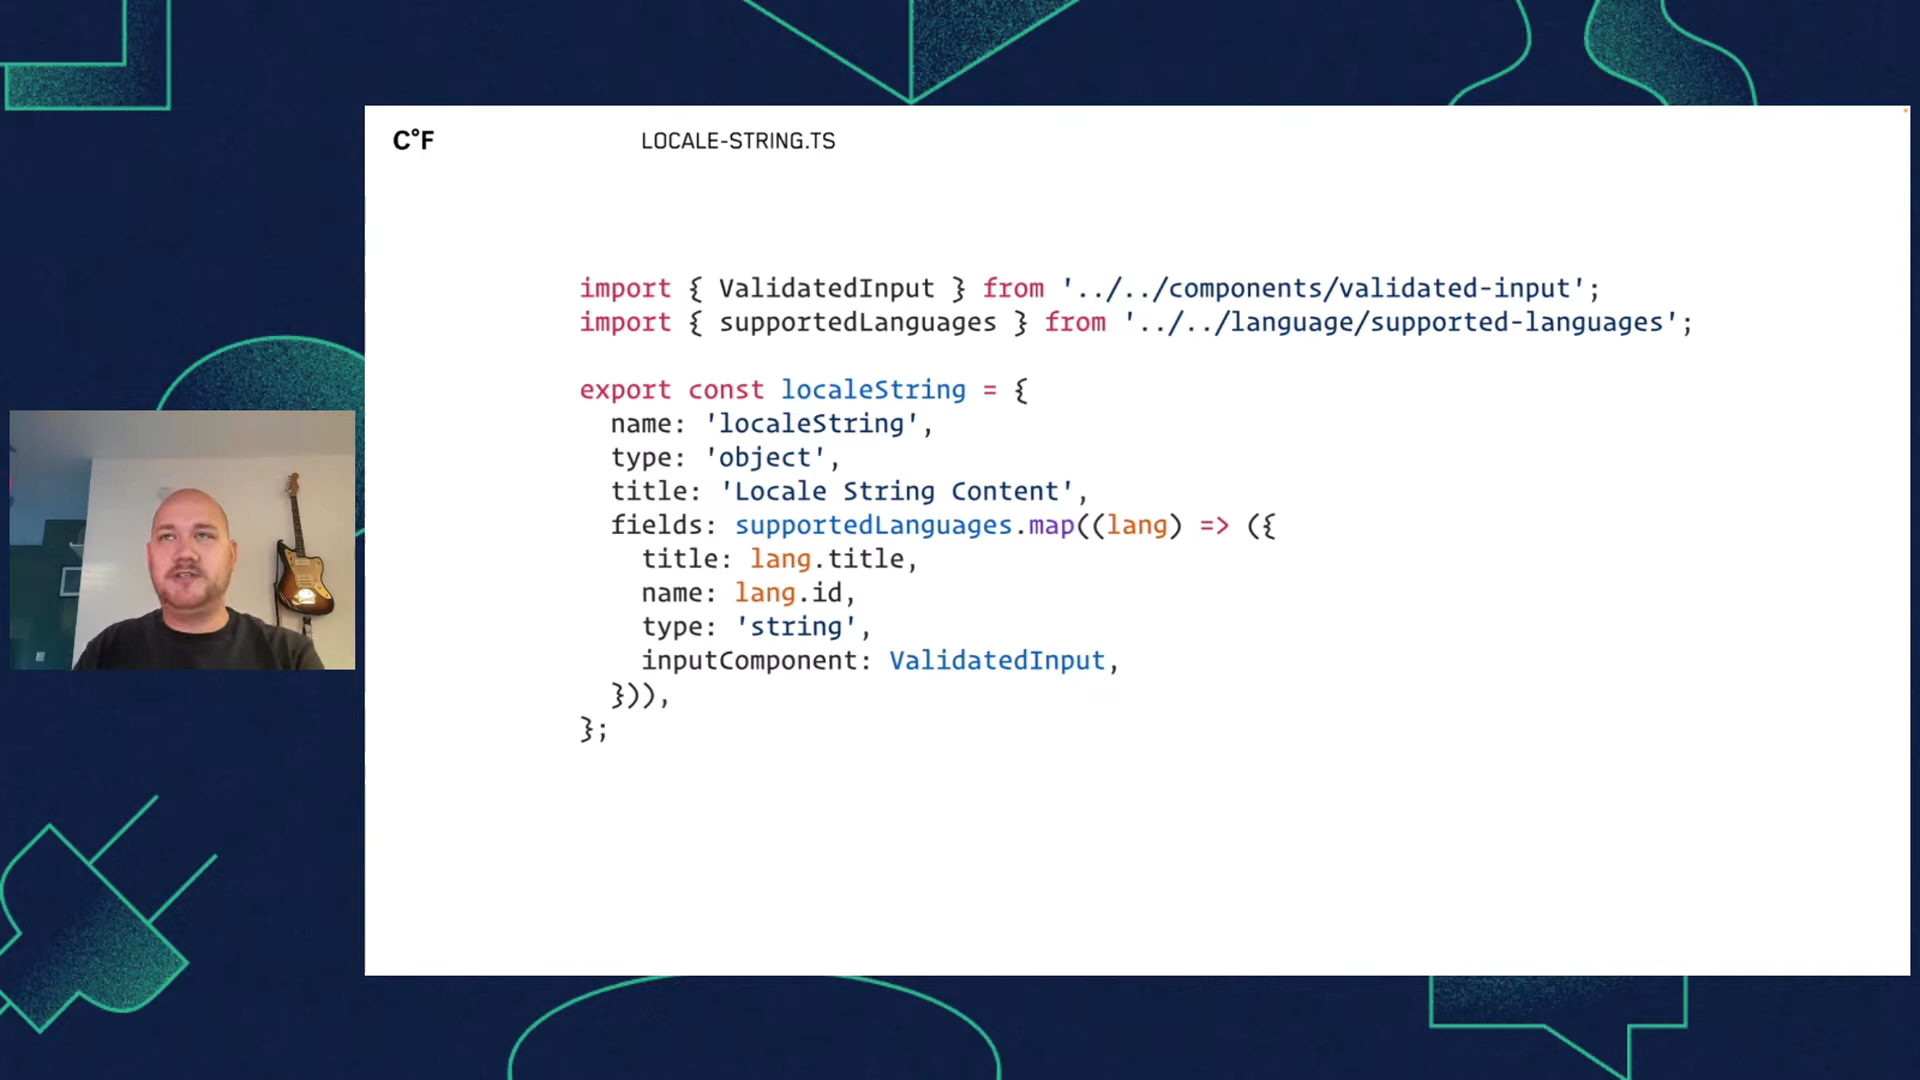 C°F
LOCALE-STRING.TS
import { ValidatedInput } from '../../components/validated-input';
import { supportedLanguages } from '../../language/supported-languages';
export const localeString = {
  name: 'localeString',
  type: 'object',
  title: 'Locale String Content',
  fields: supportedLanguages.map((lang) => ({
    title: lang.title,
    name: lang.id,
    type: 'string',
    inputComponent: ValidatedInput,
  })),
};